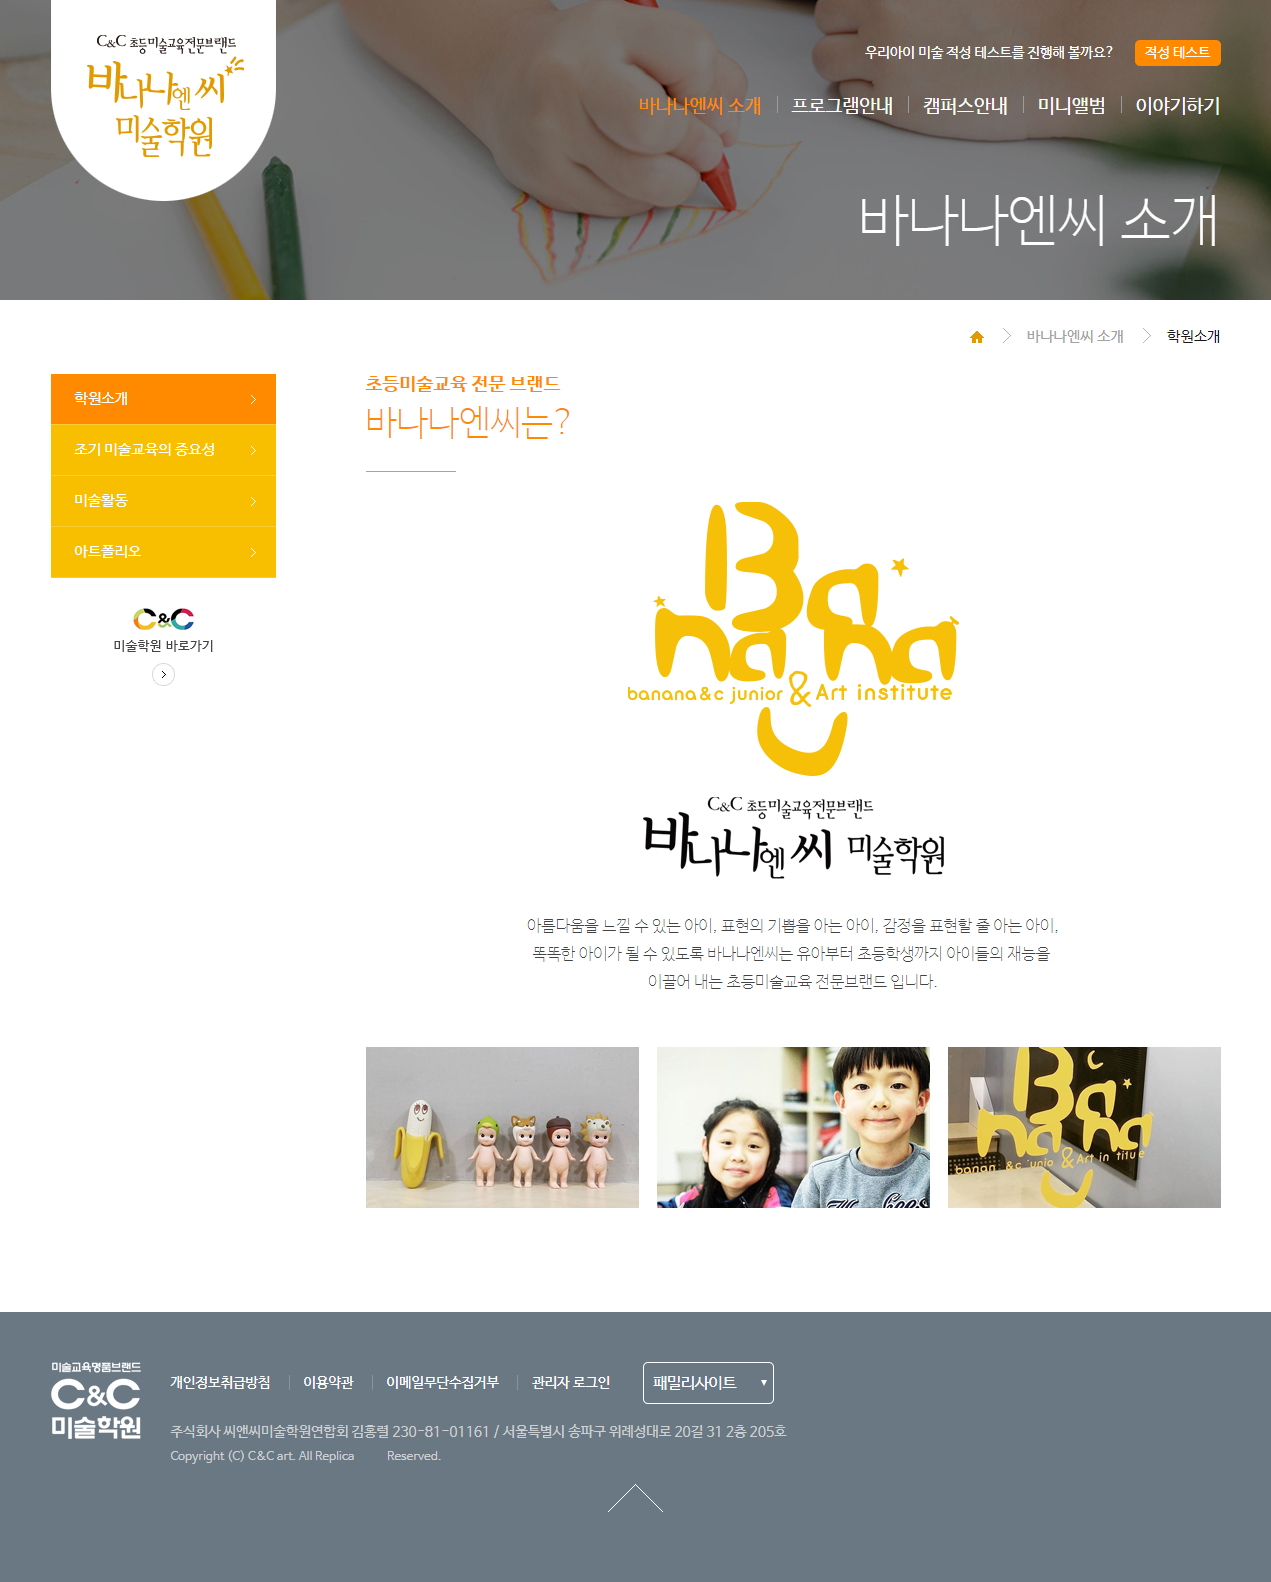 C&C 초등미술교육전문브랜드
바나나엔씨
미술학원
우리아이 미술 적성 테스트를 진행해 볼까요?
적성 테스트
바나나엔씨 소개
프로그램안내
캠퍼스안내
미니앨범
이야기하기
바나나엔씨 소개
바나나엔씨 소개
학원소개
학원소개
조기 미술교육의 중요성
미술활동
아트폴리오
C&C
미술학원 바로가기
초등미술교육 전문 브랜드
바나나엔씨는?
Banana
banana&c junior & Art institute
C&C 초등미술교육전문브랜드
바나나엔씨 미술학원
아름다움을 느낄 수 있는 아이, 표현의 기쁨을 아는 아이, 감정을 표현할 줄 아는 아이,
똑똑한 아이가 될 수 있도록 바나나엔씨는 유아부터 초등학생까지 아이들의 재능을
이끌어 내는 초등미술교육 전문브랜드 입니다.
Banana
banan &c unio & Art in titue
미술교육명품브랜드
C&C
미술학원
개인정보취급방침
이용약관
이메일무단수집거부
관리자 로그인
패밀리사이트
주식회사 씨앤씨미술학원연합회 김홍렬 230-81-01161 / 서울특별시 송파구 위례성대로 20길 31 2층 205호
Copyright (C) C&C art. All Replica Reserved.